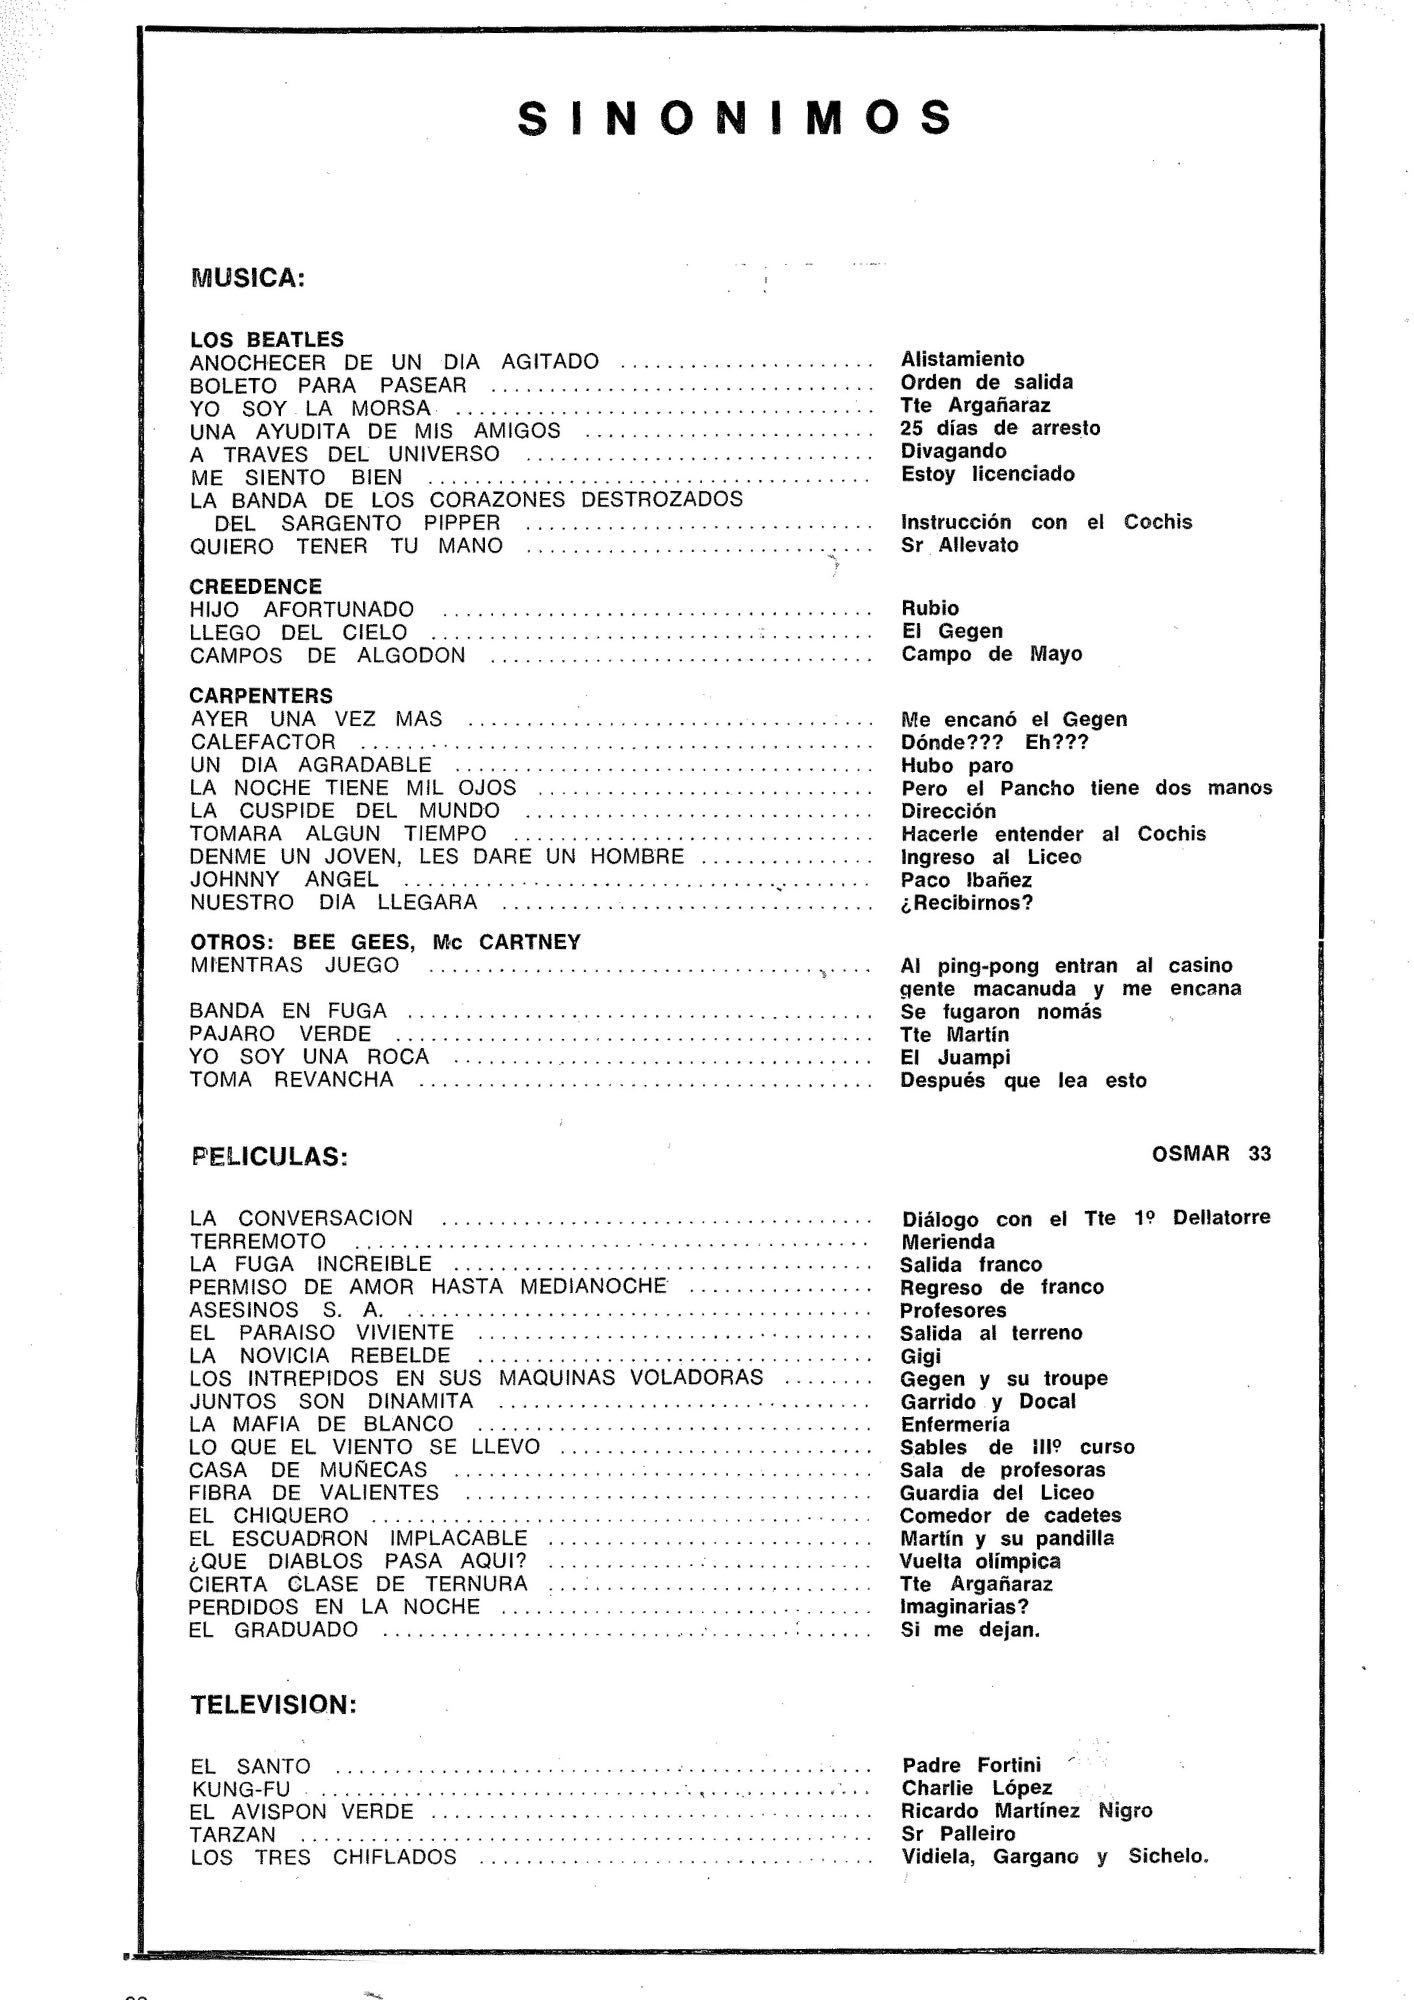 SINONIMOS
MUSICA:
LOS BEATLES
ANOCHECER DE UN DIA AGITADO ...................... Alistamiento
BOLETO PARA PASEAR ................................. Orden de salida
YO SOY LA MORSA .................................... Tte Argañaraz
UNA AYUDITA DE MIS AMIGOS ......................... 25 días de arresto
A TRAVES DEL UNIVERSO .............................. Divagando
ME SIENTO BIEN ...................................... Estoy licenciado
LA BANDA DE LOS CORAZONES DESTROZADOS
DEL SARGENTO PIPPER .............................. Instrucción con el Cochis
QUIERO TENER TU MANO .............................. Sr Allevato
CREEDENCE
HIJO AFORTUNADO ..................................... Rubio
LLEGO DEL CIELO ...................................... El Gegen
CAMPOS DE ALGODON ................................. Campo de Mayo
CARPENTERS
AYER UNA VEZ MAS ................................... Me encanó el Gegen
CALEFACTOR ............................................ Dónde??? Eh???
UN DIA AGRADABLE .................................... Hubo paro
LA NOCHE TIENE MIL OJOS ............................. Pero el Pancho tiene dos manos
LA CUSPIDE DEL MUNDO .............................. Dirección
TOMARA ALGUN TIEMPO ............................... Hacerle entender al Cochis
DENME UN JOVEN, LES DARE UN HOMBRE ............... Ingreso al Liceo
JOHNNY ANGEL ........................................ Paco Ibañez
NUESTRO DIA LLEGARA ................................ ¿Recibirnos?
OTROS: BEE GEES, Mc CARTNEY
MIENTRAS JUEGO ...................................... Al ping-pong entran al casino
gente macanuda y me encana
BANDA EN FUGA ........................................ Se fugaron nomás
PAJARO VERDE ......................................... Tte Martín
YO SOY UNA ROCA .................................... El Juampi
TOMA REVANCHA ....................................... Después que lea esto
PELICULAS: OSMAR 33
LA CONVERSACION ..................................... Diálogo con el Tte 1º Dellatorre
TERREMOTO ............................................ Merienda
LA FUGA INCREIBLE .................................... Salida franco
PERMISO DE AMOR HASTA MEDIANOCHE ................ Regreso de franco
ASESINOS S. A. ........................................ Profesores
EL PARAISO VIVIENTE .................................. Salida al terreno
LA NOVICIA REBELDE .................................. Gigi
LOS INTREPIDOS EN SUS MAQUINAS VOLADORAS ........ Gegen y su troupe
JUNTOS SON DINAMITA ................................ Garrido y Docal
LA MAFIA DE BLANCO .................................. Enfermería
LO QUE EL VIENTO SE LLEVO ........................... Sables de IIIº curso
CASA DE MUÑECAS .................................... Sala de profesoras
FIBRA DE VALIENTES ................................... Guardia del Liceo
EL CHIQUERO ........................................... Comedor de cadetes
EL ESCUADRON IMPLACABLE ............................ Martín y su pandilla
¿QUE DIABLOS PASA AQUI? ............................ Vuelta olímpica
CIERTA CLASE DE TERNURA ............................ Tte Argañaraz
PERDIDOS EN LA NOCHE ................................ Imaginarias?
EL GRADUADO .......................................... Si me dejan.
TELEVISION:
EL SANTO .............................................. Padre Fortini
KUNG-FU ............................................... Charlie López
EL AVISPON VERDE ...................................... Ricardo Martínez Nigro
TARZAN ................................................. Sr Palleiro
LOS TRES CHIFLADOS .................................. Vidiela, Gargano y Sichelo.